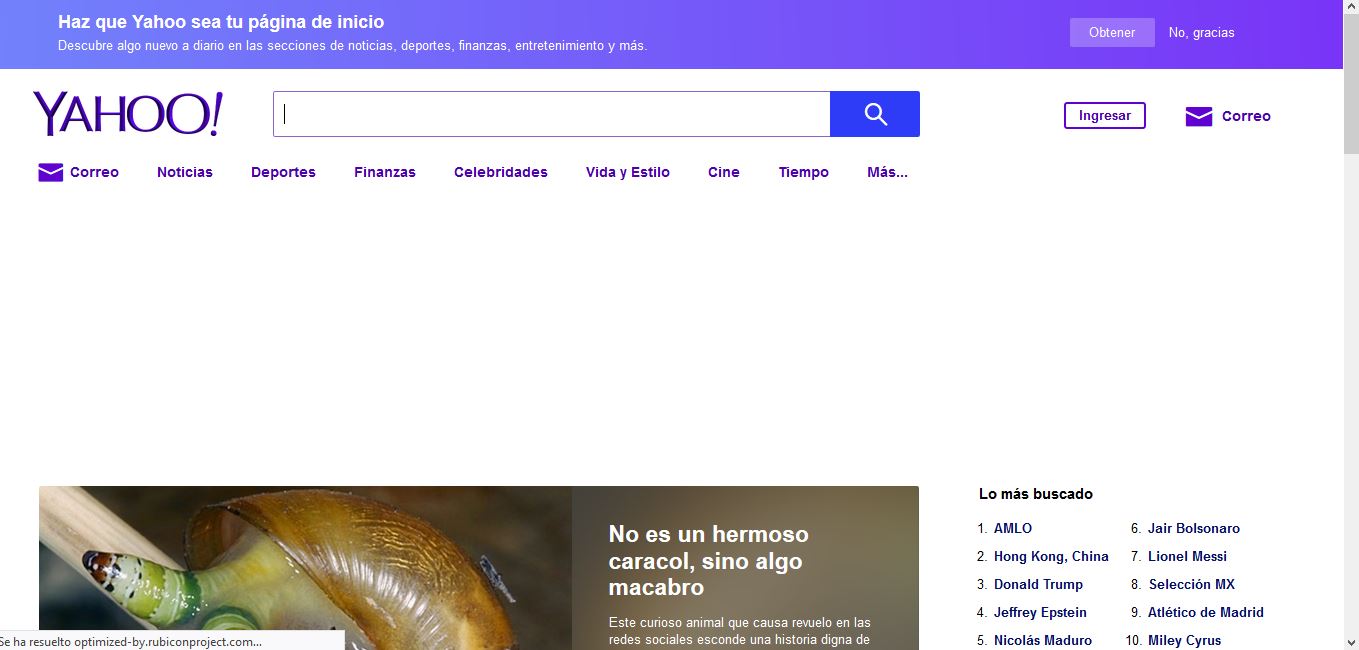 Haz que Yahoo sea tu página de inicio
Descubre algo nuevo a diario en las secciones de noticias, deportes, finanzas, entretenimiento y más.
Obtener
No, gracias
YAHOO!
Ingresar
Correo
Correo
Noticias
Deportes
Finanzas
Celebridades
Vida y Estilo
Cine
Tiempo
Más...
No es un hermoso
caracol, sino algo
macabro
Este curioso animal que causa revuelo en las
redes sociales esconde una historia digna de
Lo más buscado
1. AMLO
2. Hong Kong, China
3. Donald Trump
4. Jeffrey Epstein
5. Nicolás Maduro
6. Jair Bolsonaro
7. Lionel Messi
8. Selección MX
9. Atlético de Madrid
10. Miley Cyrus
Se ha resuelto optimized-by.rubiconproject.com...